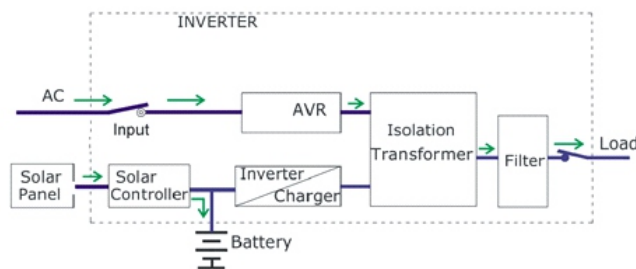 INVERTER
AC
Input
AVR
Isolation
Transformer
Filter
Load
Solar
Panel
Solar
Controller
Inverter
Charger
Battery